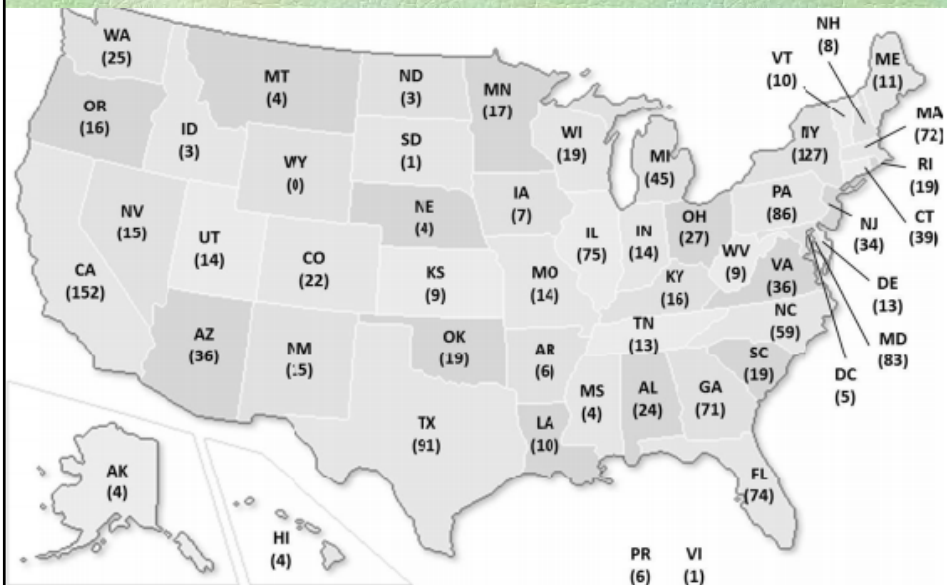 WA
(25)
OR
(16)
CA
(152)
NV
(15)
ID
(3)
MT
(4)
WY
(0)
UT
(14)
AZ
(36)
CO
(22)
NM
(15)
ND
(3)
SD
(1)
NE
(4)
KS
(9)
OK
(19)
TX
(91)
MN
(17)
IA
(7)
MO
(14)
AR
(6)
LA
(10)
WI
(19)
IL
(75)
MS
(4)
MI
(45)
IN
(14)
KY
(16)
TN
(13)
AL
(24)
OH
(27)
WV
(9)
GA
(71)
FL
(74)
SC
(19)
NC
(59)
VA
(36)
PA
(86)
NY
(127)
VT
(10)
NH
(8)
ME
(11)
MA
(72)
RI
(19)
CT
(39)
NJ
(34)
DE
(13)
MD
(83)
DC
(5)
AK
(4)
HI
(4)
PR
(6)
VI
(1)